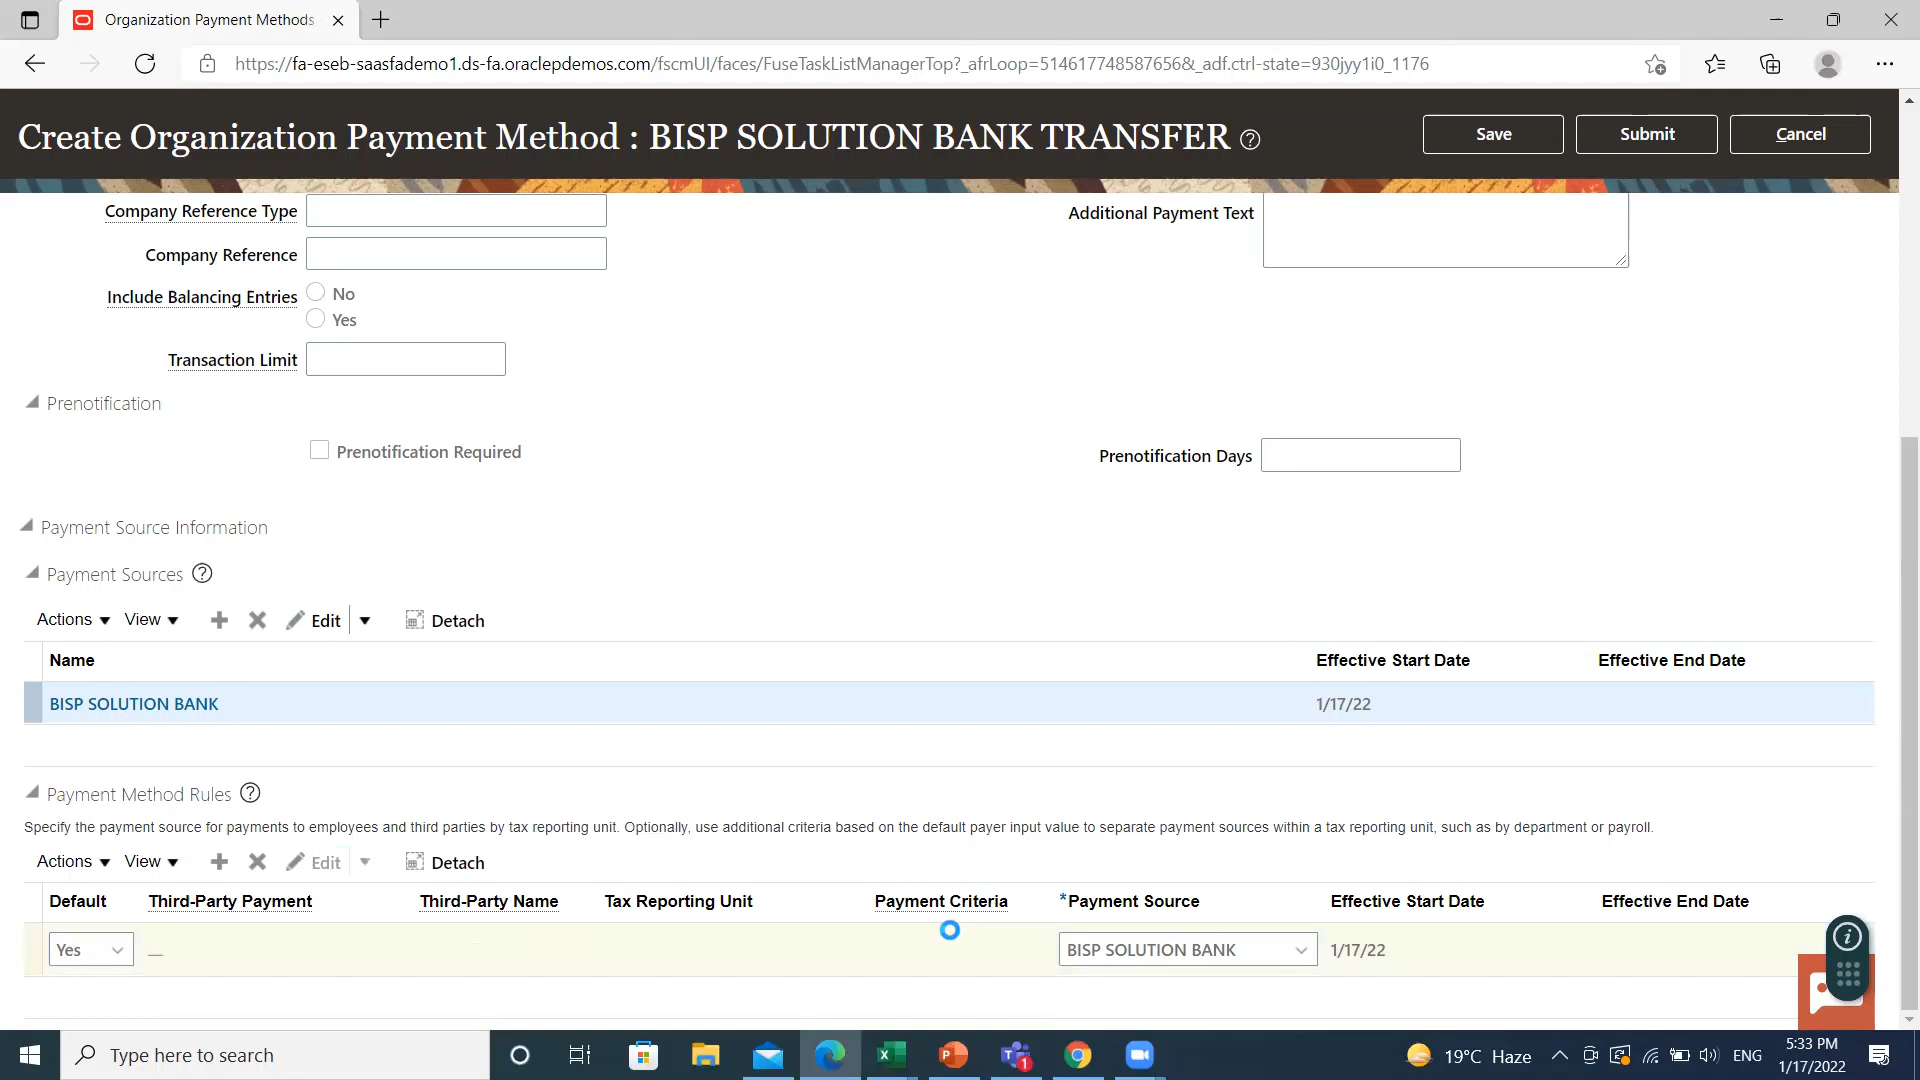 Organization Payment Methods
https://fa-eseb-saasfademo1.ds-fa.oraclepdemos.com/fscmUI/faces/FuseTaskListManagerTop?_afrLoop=51461774858​7656&_adf.ctrl-state=930jyy1i0_1176
Create Organization Payment Method : BISP SOLUTION BANK TRANSFER
Save
Submit
Cancel
Company Reference Type
Additional Payment Text
Company Reference
Include Balancing Entries
No
Yes
Transaction Limit
Prenotification
Prenotification Required
Prenotification Days
Payment Source Information
Payment Sources
Actions View Edit Detach
Name Effective Start Date Effective End Date
BISP SOLUTION BANK 1/17/22
Payment Method Rules
Specify the payment source for payments to employees and third parties by tax reporting unit. Optionally, use additional criteria based on the default payer input value to separate payment sources within a tax reporting unit, such as by department or payroll.
Actions View Edit Detach
Default Third-Party Payment Third-Party Name Tax Reporting Unit Payment Criteria *Payment Source Effective Start Date Effective End Date
Yes BISP SOLUTION BANK 1/17/22
Type here to search
19°C Haze
ENG
5:33 PM
1/17/2022